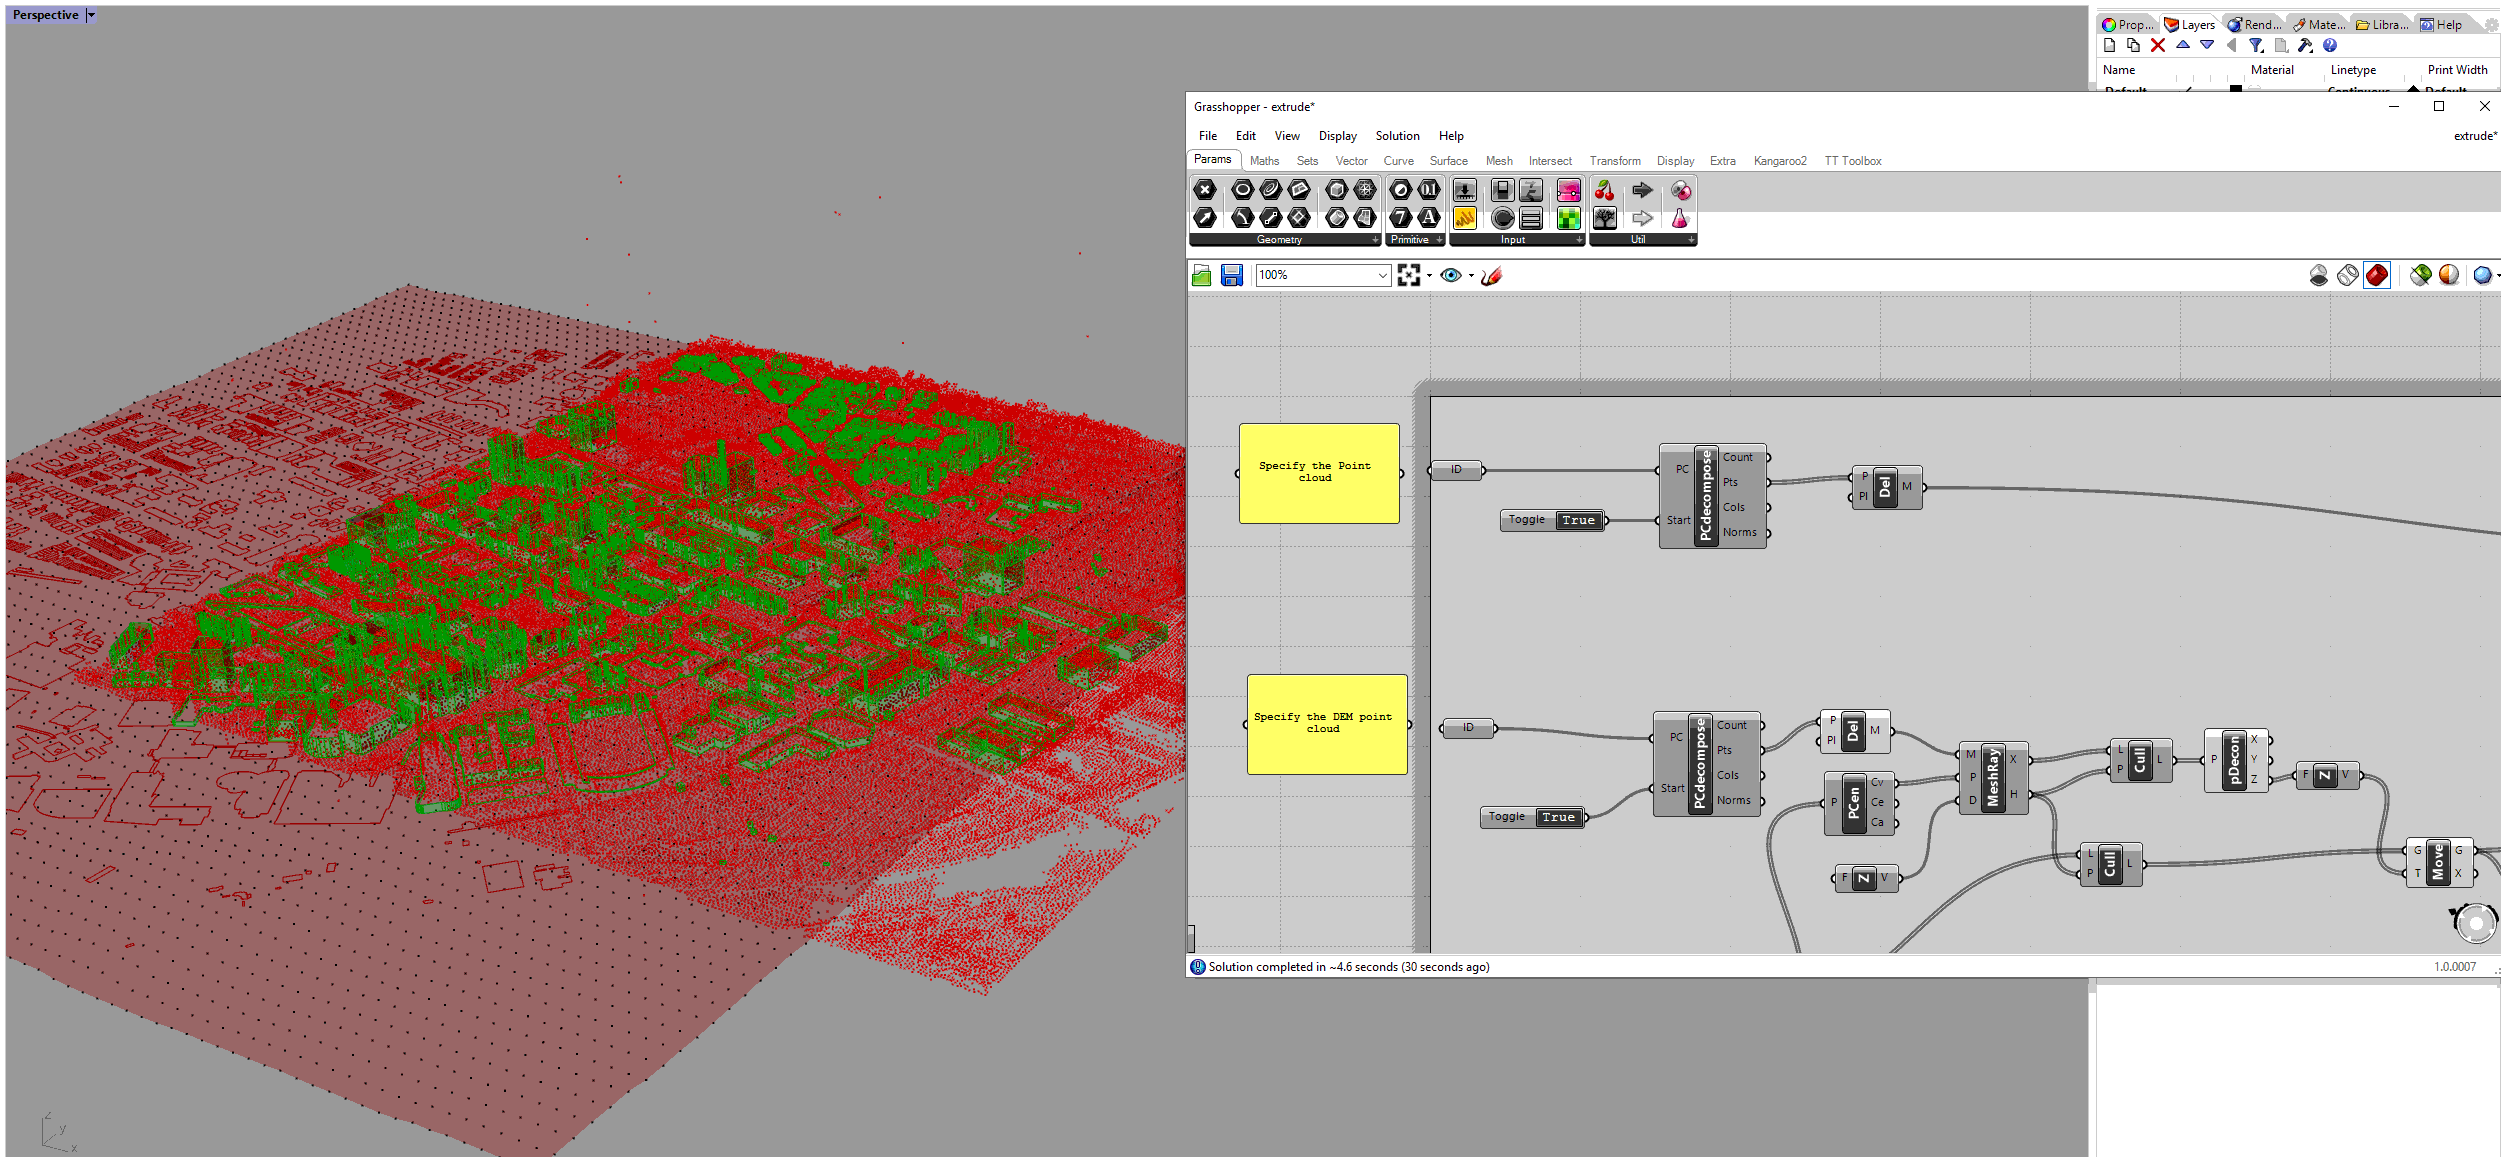 Perspective
Prop... Layers Rend... Mate... Libra... Help
Name Material Linetype Print Width
Default Continuous Default
Grasshopper - extrude*
File Edit View Display Solution Help extrude*
Params Maths Sets Vector Curve Surface Mesh Intersect Transform Display Extra Kangaroo2 TT Toolbox
Geometry Primitive Input Util
100%
Specify the Point
cloud
ID
Toggle True
PC Start PCdecompose Count Pts Cols Norms
P Pl Del M
Specify the DEM point
cloud
ID
Toggle True
PC Start PCdecompose Count Pts Cols Norms
P Pl Del M
P PCen Cv Ce Ca
F Z V
M P D MeshRay X H
L P Cull L
P pDecon X Y Z
F Z V
L P Cull L
G T Move G X
Solution completed in ~4.6 seconds (30 seconds ago) 1.0.0007
z
y
x